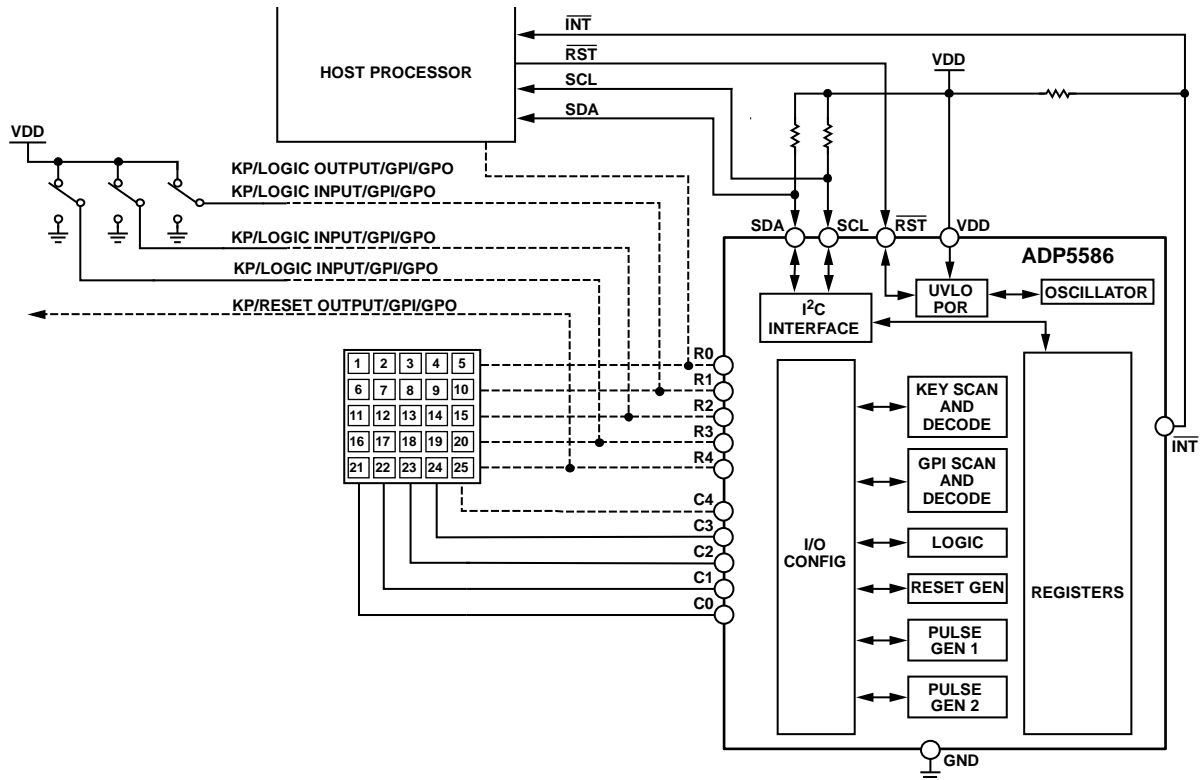 INT
RST
SCL
SDA
HOST PROCESSOR
VDD
VDD
KP/LOGIC OUTPUT/GPI/GPO
KP/LOGIC INPUT/GPI/GPO
KP/LOGIC INPUT/GPI/GPO
KP/LOGIC INPUT/GPI/GPO
KP/RESET OUTPUT/GPI/GPO
SDA
SCL
RST
VDD
ADP5586
I2C
INTERFACE
UVLO
POR
OSCILLATOR
1 2 3 4 5
6 7 8 9 10
11 12 13 14 15
16 17 18 19 20
21 22 23 24 25
R0
R1
R2
R3
R4
C4
C3
C2
C1
C0
I/O
CONFIG
KEY SCAN
AND
DECODE
GPI SCAN
AND
DECODE
LOGIC
RESET GEN
PULSE
GEN 1
PULSE
GEN 2
REGISTERS
INT
GND